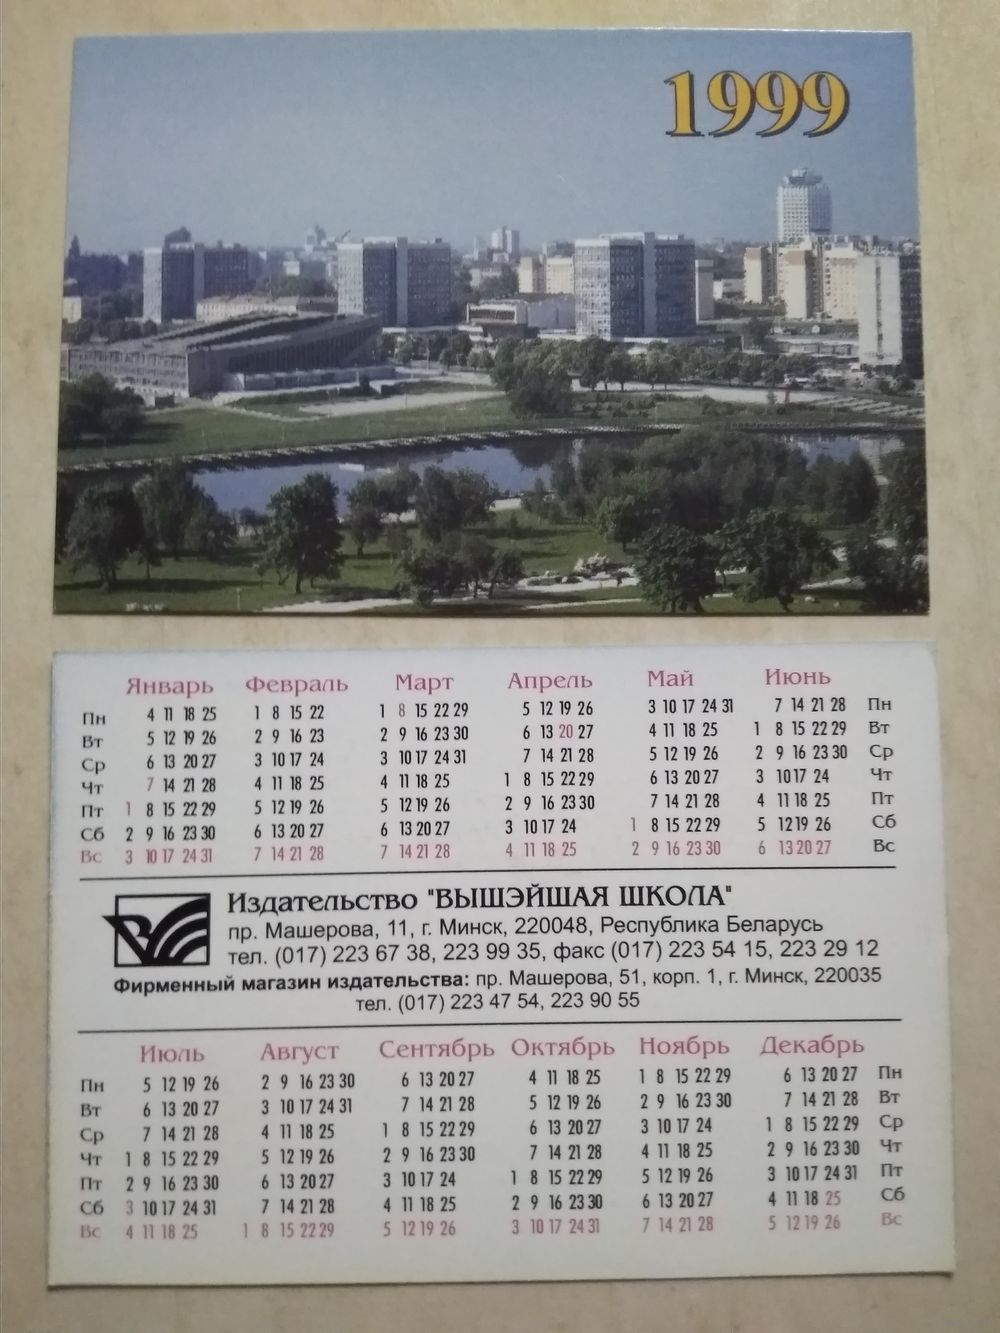 1999
Январь Февраль Март Апрель Май Июнь
Пн 4 11 18 25 1 8 15 22 1 8 15 22 29 5 12 19 26 3 10 17 24 31 7 14 21 28 Пн
Вт 5 12 19 26 2 9 16 23 2 9 16 23 30 6 13 20 27 4 11 18 25 1 8 15 22 29 Вт
Ср 6 13 20 27 3 10 17 24 3 10 17 24 31 7 14 21 28 5 12 19 26 2 9 16 23 30 Ср
Чт 7 14 21 28 4 11 18 25 4 11 18 25 1 8 15 22 29 6 13 20 27 3 10 17 24 Чт
Пт 1 8 15 22 29 5 12 19 26 5 12 19 26 2 9 16 23 30 7 14 21 28 4 11 18 25 Пт
Сб 2 9 16 23 30 6 13 20 27 6 13 20 27 3 10 17 24 1 8 15 22 29 5 12 19 26 Сб
Вс 3 10 17 24 31 7 14 21 28 7 14 21 28 4 11 18 25 2 9 16 23 30 6 13 20 27 Вс
Издательство "ВЫШЭЙШАЯ ШКОЛА"
пр. Машерова, 11, г. Минск, 220048, Республика Беларусь
тел. (017) 223 67 38, 223 99 35, факс (017) 223 54 15, 223 29 12
Фирменный магазин издательства: пр. Машерова, 51, корп. 1, г. Минск, 220035
тел. (017) 223 47 54, 223 90 55
Июль Август Сентябрь Октябрь Ноябрь Декабрь
Пн 5 12 19 26 2 9 16 23 30 6 13 20 27 4 11 18 25 1 8 15 22 29 6 13 20 27 Пн
Вт 6 13 20 27 3 10 17 24 31 7 14 21 28 5 12 19 26 2 9 16 23 30 7 14 21 28 Вт
Ср 7 14 21 28 4 11 18 25 1 8 15 22 29 6 13 20 27 3 10 17 24 1 8 15 22 29 Ср
Чт 1 8 15 22 29 5 12 19 26 2 9 16 23 30 7 14 21 28 4 11 18 25 2 9 16 23 30 Чт
Пт 2 9 16 23 30 6 13 20 27 3 10 17 24 1 8 15 22 29 5 12 19 26 3 10 17 24 31 Пт
Сб 3 10 17 24 31 7 14 21 28 4 11 18 25 2 9 16 23 30 6 13 20 27 4 11 18 25 Сб
Вс 4 11 18 25 1 8 15 22 29 5 12 19 26 3 10 17 24 31 7 14 21 28 5 12 19 26 Вс